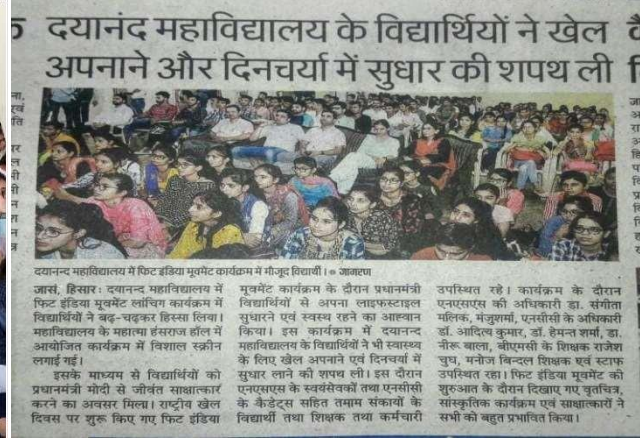 दयानंद महाविद्यालय के विद्यार्थियों ने खेल
अपनाने और दिनचर्या में सुधार की शपथ ली
दयानन्द महाविद्यालय में फिट इंडिया मूवमेंट कार्यक्रम में मौजूद विद्यार्थी। ● जागरण
जासं, हिसार: दयानन्द महाविद्यालय में
फिट इंडिया मूवमेंट लांचिंग कार्यक्रम में
विद्यार्थियों ने बढ़-चढ़कर हिस्सा लिया।
महाविद्यालय के महात्मा हंसराज हॉल में
आयोजित कार्यक्रम में विशाल स्क्रीन
लगाई गई।
इसके माध्यम से विद्यार्थियों को
प्रधानमंत्री मोदी से जीवंत साक्षात्कार
करने का अवसर मिला। राष्ट्रीय खेल
दिवस पर शुरू किए गए फिट इंडिया
मूवमेंट कार्यक्रम के दौरान प्रधानमंत्री
विद्यार्थियों से अपना लाइफस्टाइल
सुधारने एवं स्वस्थ रहने का आह्वान
किया। इस कार्यक्रम में दयानन्द
महाविद्यालय के विद्यार्थियों ने भी स्वास्थ्य
के लिए खेल अपनाने एवं दिनचर्या में
सुधार लाने की शपथ ली। इस दौरान
एनएसएस के स्वयंसेवकों तथा एनसीसी
के कैडेट्स सहित तमाम संकायों के
विद्यार्थी तथा शिक्षक तथा कर्मचारी
उपस्थित रहे। कार्यक्रम के दौरान
एनएसएस की अधिकारी डा. संगीता
मलिक, मंजुशर्मा, एनसीसी के अधिकारी
डॉ. आदित्य कुमार, डॉ. हेमन्त शर्मा, डा.
नीरू बाला, बीएमसी के शिक्षक राजेश
चुघ, मनोज बिन्दल शिक्षक एवं स्टाफ
उपस्थित रहा। फिट इंडिया मूवमेंट की
शुरुआत के दौरान दिखाए गए वृतचित्र,
सांस्कृतिक कार्यक्रम एवं साक्षात्कारों ने
सभी को बहुत प्रभावित किया।